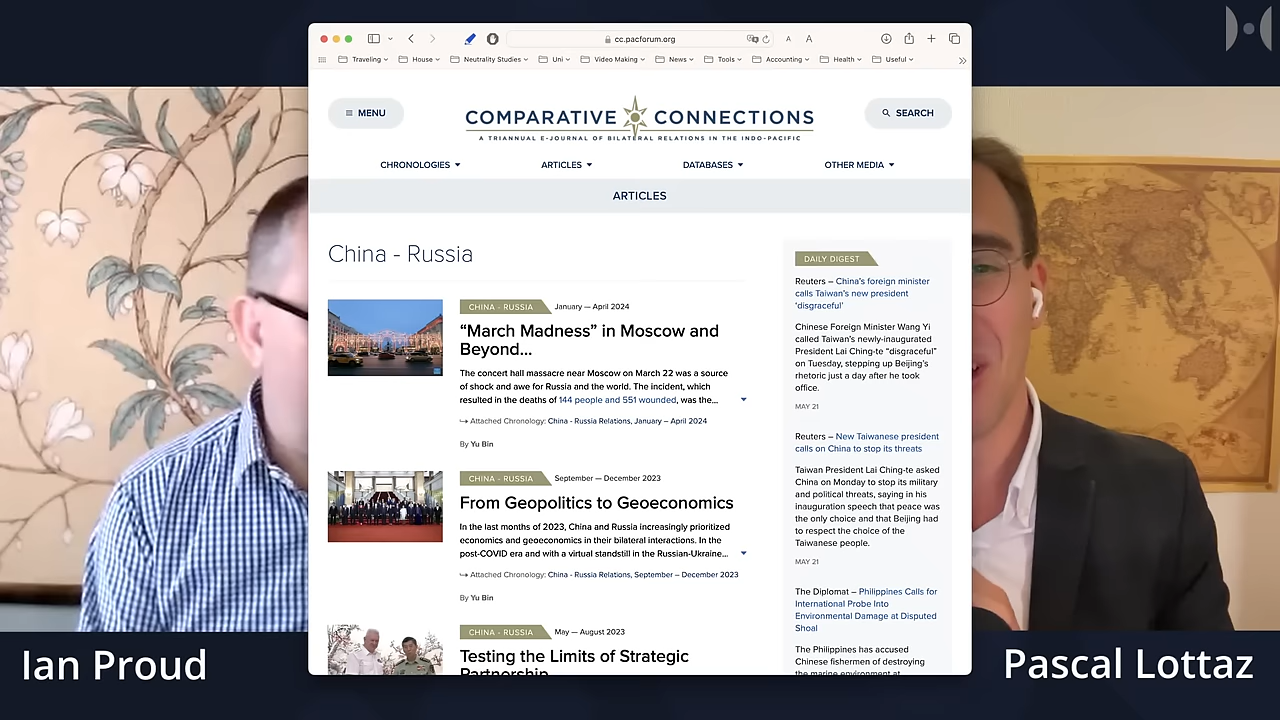 cc.pacforum.org
A
A
Traveling
House
Neutrality Studies
Uni
Video Making
News
Tools
Accounting
Health
Useful
MENU
COMPARATIVE CONNECTIONS
A TRIANNUAL E-JOURNAL OF BILATERAL RELATIONS IN THE INDO-PACIFIC
SEARCH
CHRONOLOGIES
ARTICLES
DATABASES
OTHER MEDIA
ARTICLES
China - Russia
CHINA - RUSSIA
January — April 2024
“March Madness” in Moscow and
Beyond...
The concert hall massacre near Moscow on March 22 was a source
of shock and awe for Russia and the world. The incident, which
resulted in the deaths of 144 people and 551 wounded, was the...
↪ Attached Chronology: China - Russia Relations, January – April 2024
By Yu Bin
CHINA - RUSSIA
September — December 2023
From Geopolitics to Geoeconomics
In the last months of 2023, China and Russia increasingly prioritized
economics and geoeconomics in their bilateral interactions. In the
post-COVID era and with a virtual standstill in the Russian-Ukraine...
↪ Attached Chronology: China - Russia Relations, September – December 2023
By Yu Bin
CHINA - RUSSIA
May — August 2023
Testing the Limits of Strategic
Partnership
DAILY DIGEST
Reuters – China’s foreign minister
calls Taiwan’s new president
‘disgraceful’
Chinese Foreign Minister Wang Yi
called Taiwan’s newly-inaugurated
President Lai Ching-te “disgraceful”
on Tuesday, stepping up Beijing’s
rhetoric just a day after he took
office.
MAY 21
Reuters – New Taiwanese president
calls on China to stop its threats
Taiwan President Lai Ching-te asked
China on Monday to stop its military
and political threats, saying in his
inauguration speech that peace was
the only choice and that Beijing had
to respect the choice of the
Taiwanese people.
MAY 21
The Diplomat – Philippines Calls for
International Probe Into
Environmental Damage at Disputed
Shoal
The Philippines has accused
Chinese fishermen of destroying
the marine environment at
Ian Proud
Pascal Lottaz